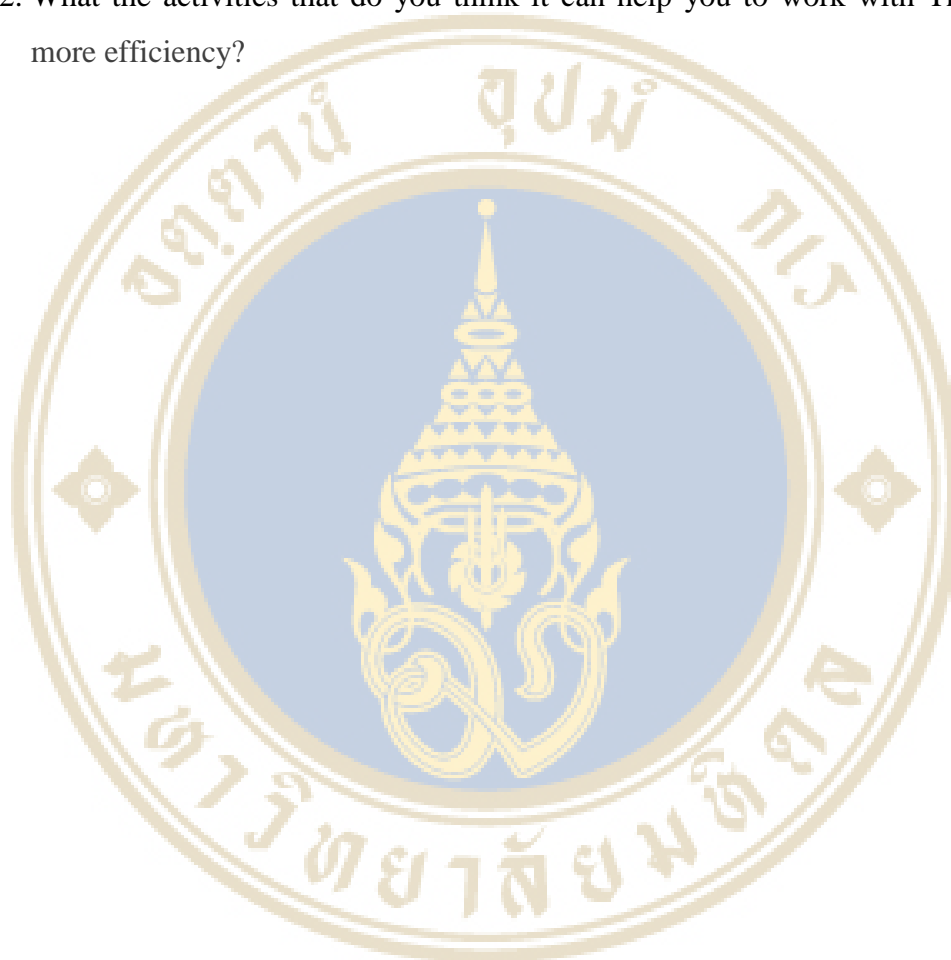 2. What the activities that do you think it can help you to work with
more efficiency?
อตฺตานํ อุปมํ กเร
มหาวิทยาลัยมหิดล